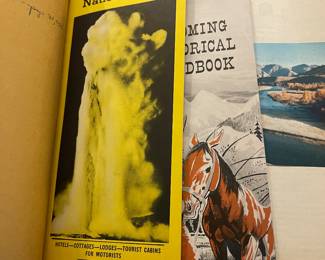 OMING
ORICAL
DBOOK
HOTELS—COTTAGES—LODGES—TOURIST CABINS
FOR MOTORISTS